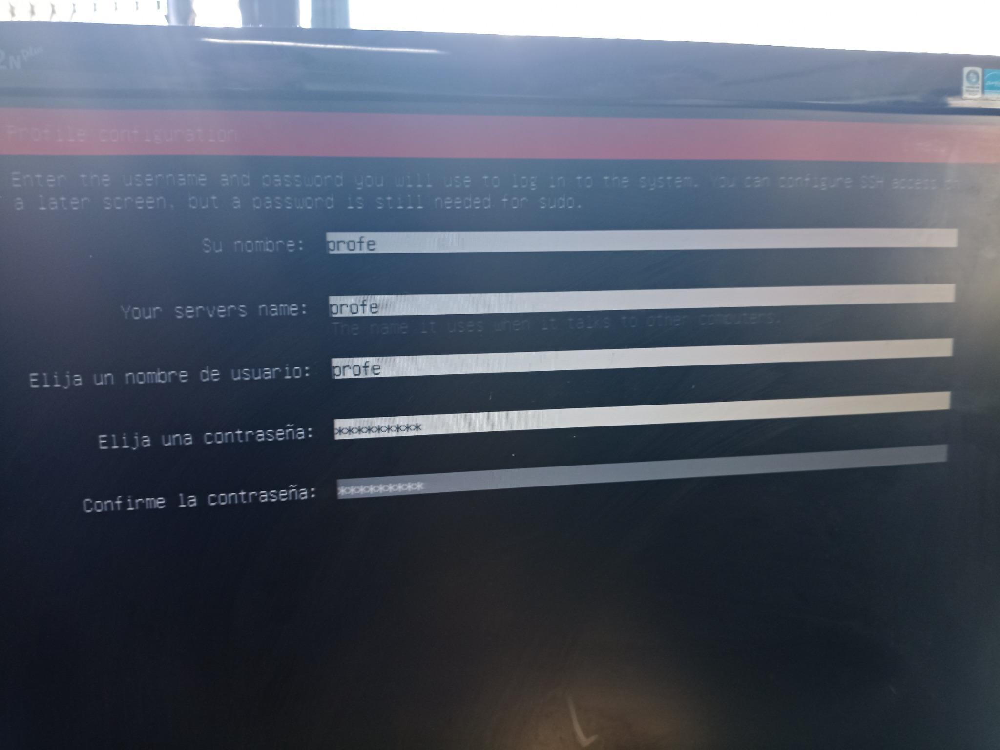 2N plus
Profile configuration
Enter the username and password you will use to log in to the system. You can configure SSH access on
a later screen, but a password is still needed for sudo.
Su nombre: profe
Your servers name: profe
The name it uses when it talks to other computers.
Elija un nombre de usuario: profe
Elija una contraseña: *********
Confirme la contraseña: *********